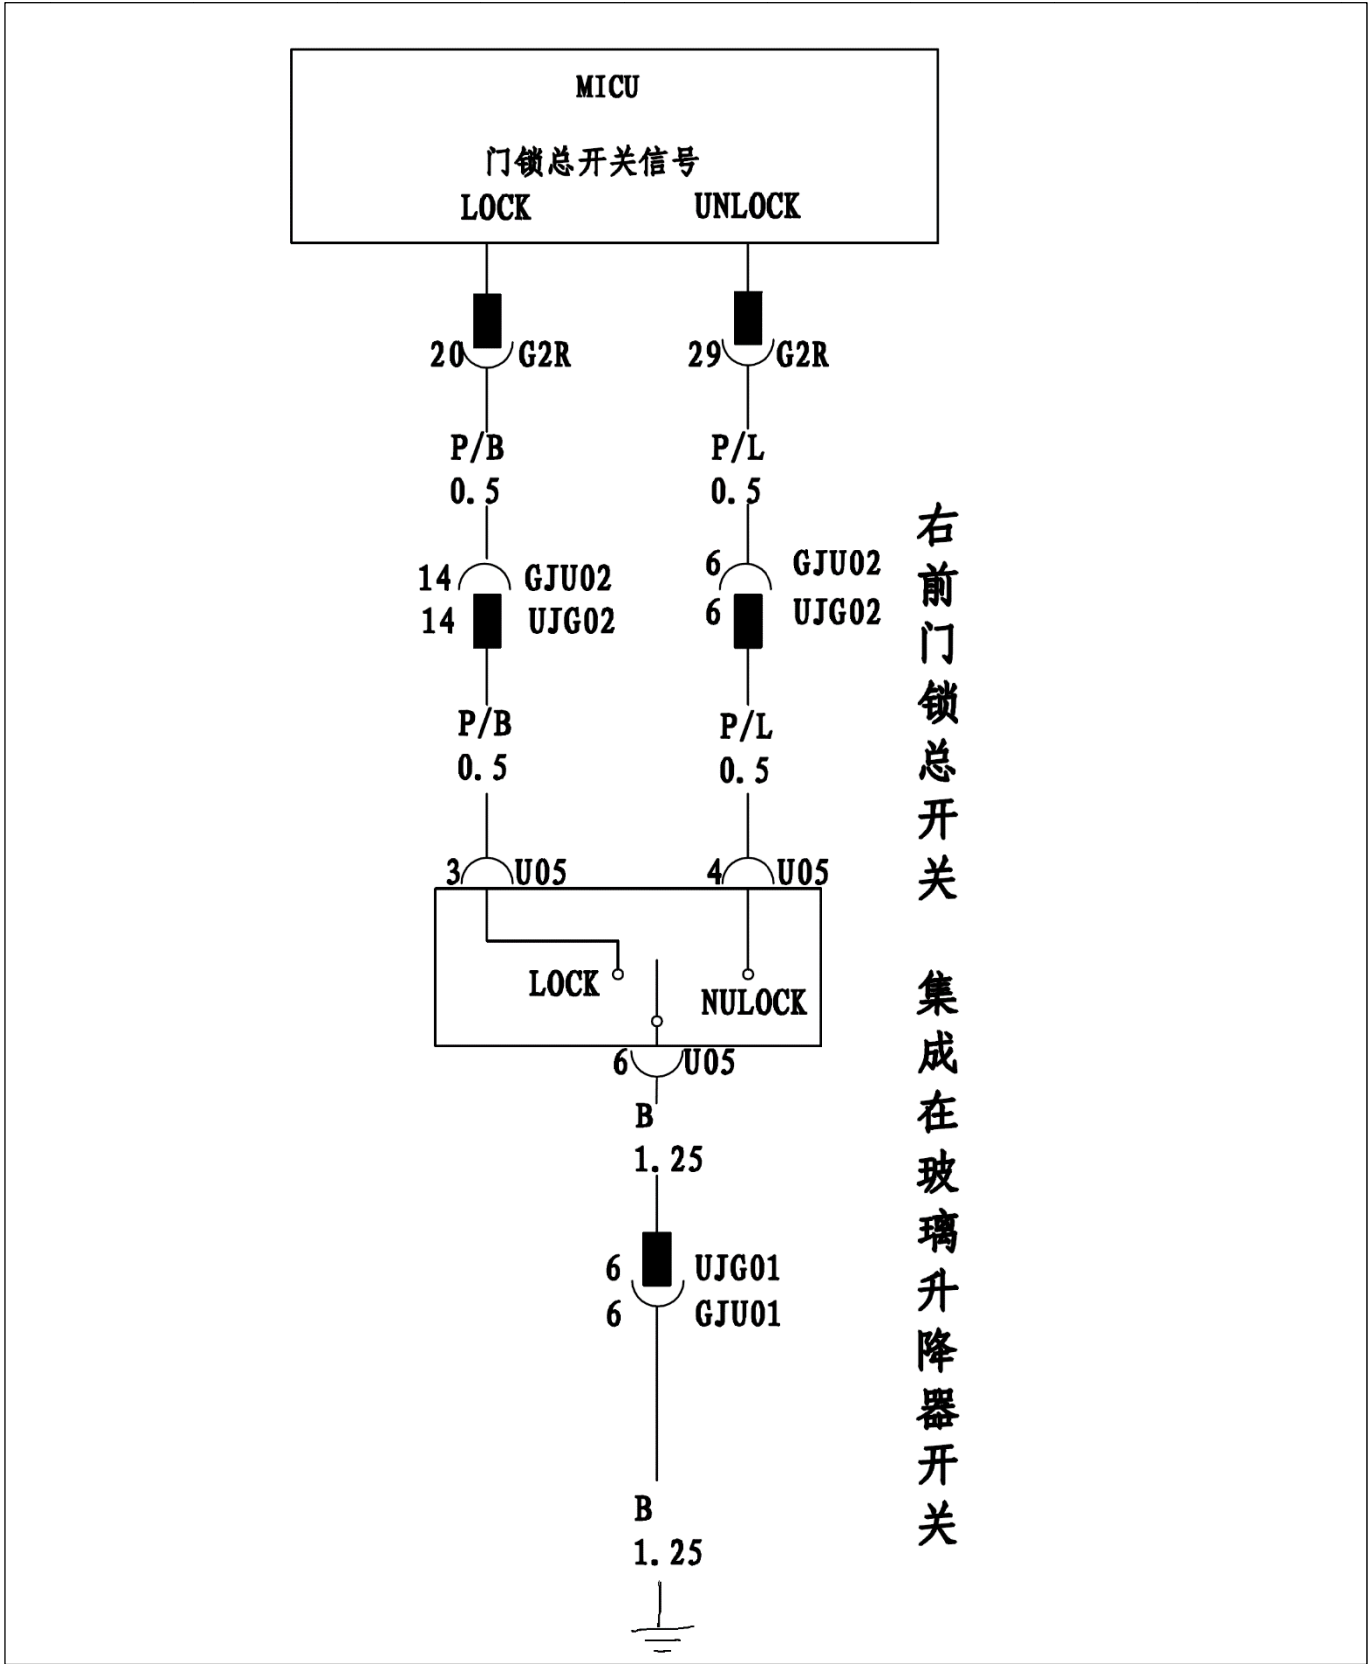 MICU
门锁总开关信号
LOCK UNLOCK
20 G2R 29 G2R
P/B P/L
0.5 0.5
6 GJU02
14 GJU02
6 UJG02
14 UJG02
P/B P/L
0.5 0.5
3 U05 4 U05
LOCK
NULOCK
6 U05
B
1.25
6 UJG01
6 GJU01
B
1.25
右前门锁总开关 集成在玻璃升降器开关